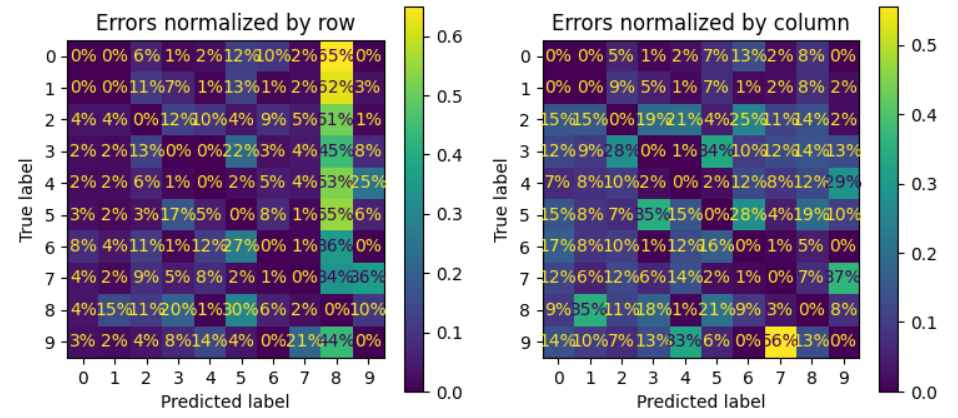 Errors normalized by row
Errors normalized by column
0 0% 0% 6% 1% 2% 12% 10% 2% 65% 0%
1 0% 0% 11% 7% 1% 13% 1% 2% 62% 3%
2 4% 4% 0% 12% 10% 4% 9% 5% 51% 1%
3 2% 2% 13% 0% 0% 22% 3% 4% 45% 8%
4 2% 2% 6% 1% 0% 2% 5% 4% 53% 25%
5 3% 2% 3% 17% 5% 0% 8% 1% 55% 6%
6 8% 4% 11% 1% 12% 27% 0% 1% 36% 0%
7 4% 2% 9% 5% 8% 2% 1% 0% 34% 36%
8 4% 15% 11% 20% 1% 30% 6% 2% 0% 10%
9 3% 2% 4% 8% 14% 4% 0% 21% 44% 0%
0 1 2 3 4 5 6 7 8 9
Predicted label
True label
0.6
0.5
0.4
0.3
0.2
0.1
0.0
0 0% 0% 5% 1% 2% 7% 13% 2% 8% 0%
1 0% 0% 9% 5% 1% 7% 1% 2% 8% 2%
2 15% 15% 0% 19% 21% 4% 25% 11% 14% 2%
3 12% 9% 28% 0% 1% 34% 10% 12% 14% 13%
4 7% 8% 10% 2% 0% 2% 12% 8% 12% 29%
5 15% 8% 7% 35% 15% 0% 28% 4% 19% 10%
6 17% 8% 10% 1% 12% 16% 0% 1% 5% 0%
7 12% 6% 12% 6% 14% 2% 1% 0% 7% 37%
8 9% 35% 11% 18% 1% 21% 9% 3% 0% 8%
9 14% 10% 7% 13% 33% 6% 0% 56% 13% 0%
0 1 2 3 4 5 6 7 8 9
Predicted label
True label
0.5
0.4
0.3
0.2
0.1
0.0